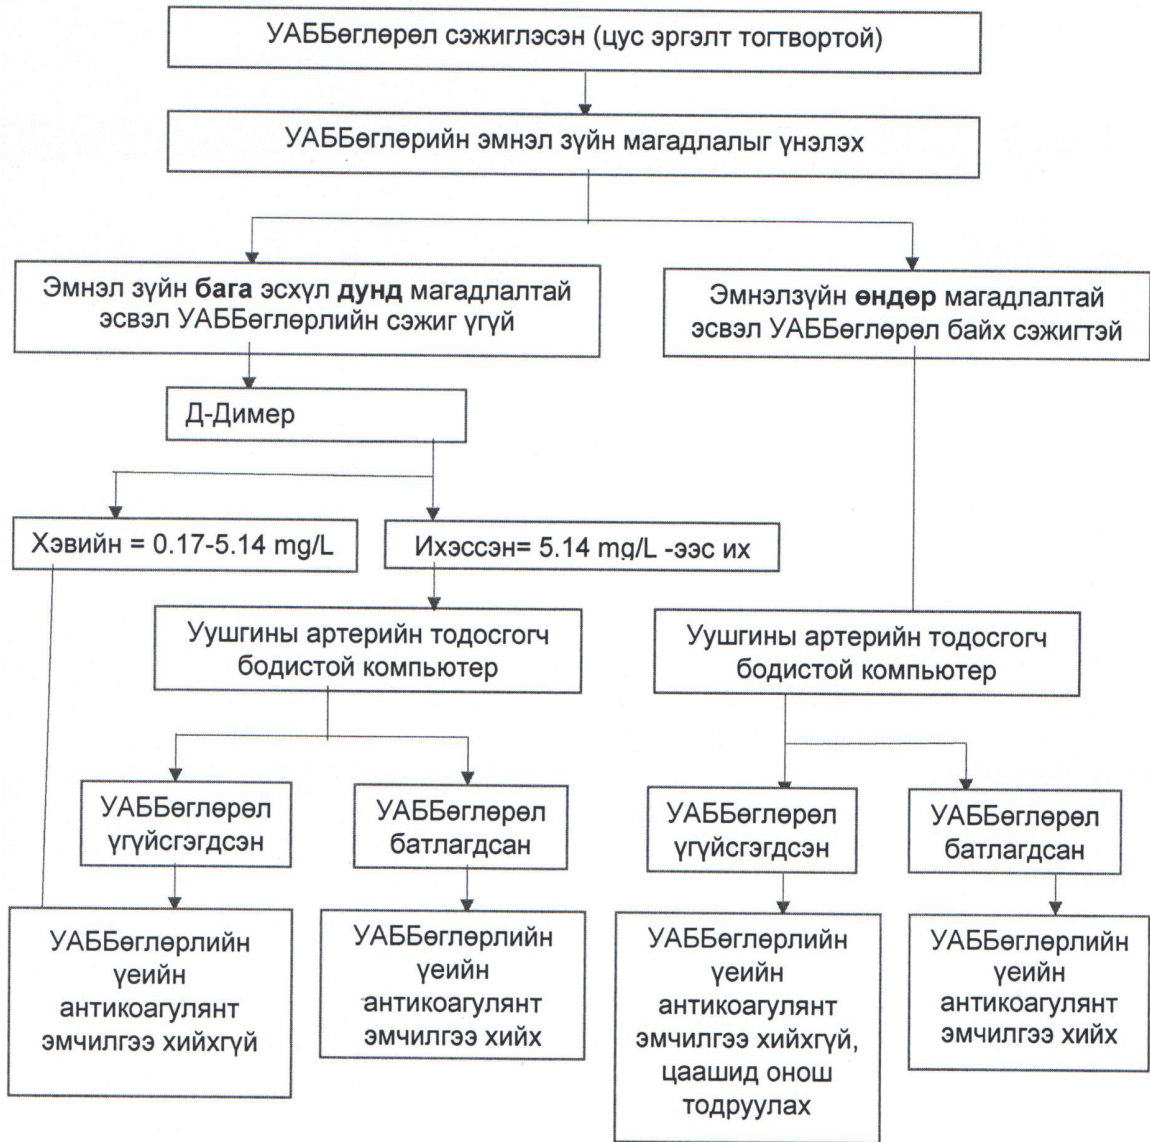 УАББөглөрөл сэжиглэсэн (цус эргэлт тогтвортой)
УАББөглөрийн эмнэл зүйн магадлалыг үнэлэх
Эмнэл зүйн бага эсхүл дунд магадлалтай
эсвэл УАББөглөрлийн сэжиг үгүй
Эмнэлзүйн өндөр магадлалтай
эсвэл УАББөглөрөл байх сэжигтэй
Д-Димер
Хэвийн = 0.17-5.14 mg/L
Ихэссэн= 5.14 mg/L -ээс их
Уушгины артерийн тодосгогч
бодистой компьютер
Уушгины артерийн тодосгогч
бодистой компьютер
УАББөглөрөл
үгүйсгэгдсэн
УАББөглөрөл
батлагдсан
УАББөглөрөл
үгүйсгэгдсэн
УАББөглөрөл
батлагдсан
УАББөглөрлийн
үеийн
антикоагулянт
эмчилгээ хийхгүй
УАББөглөрлийн
үеийн
антикоагулянт
эмчилгээ хийх
УАББөглөрлийн
үеийн
антикоагулянт
эмчилгээ хийхгүй,
цаашид онош
тодруулах
УАББөглөрлийн
үеийн
антикоагулянт
эмчилгээ хийх